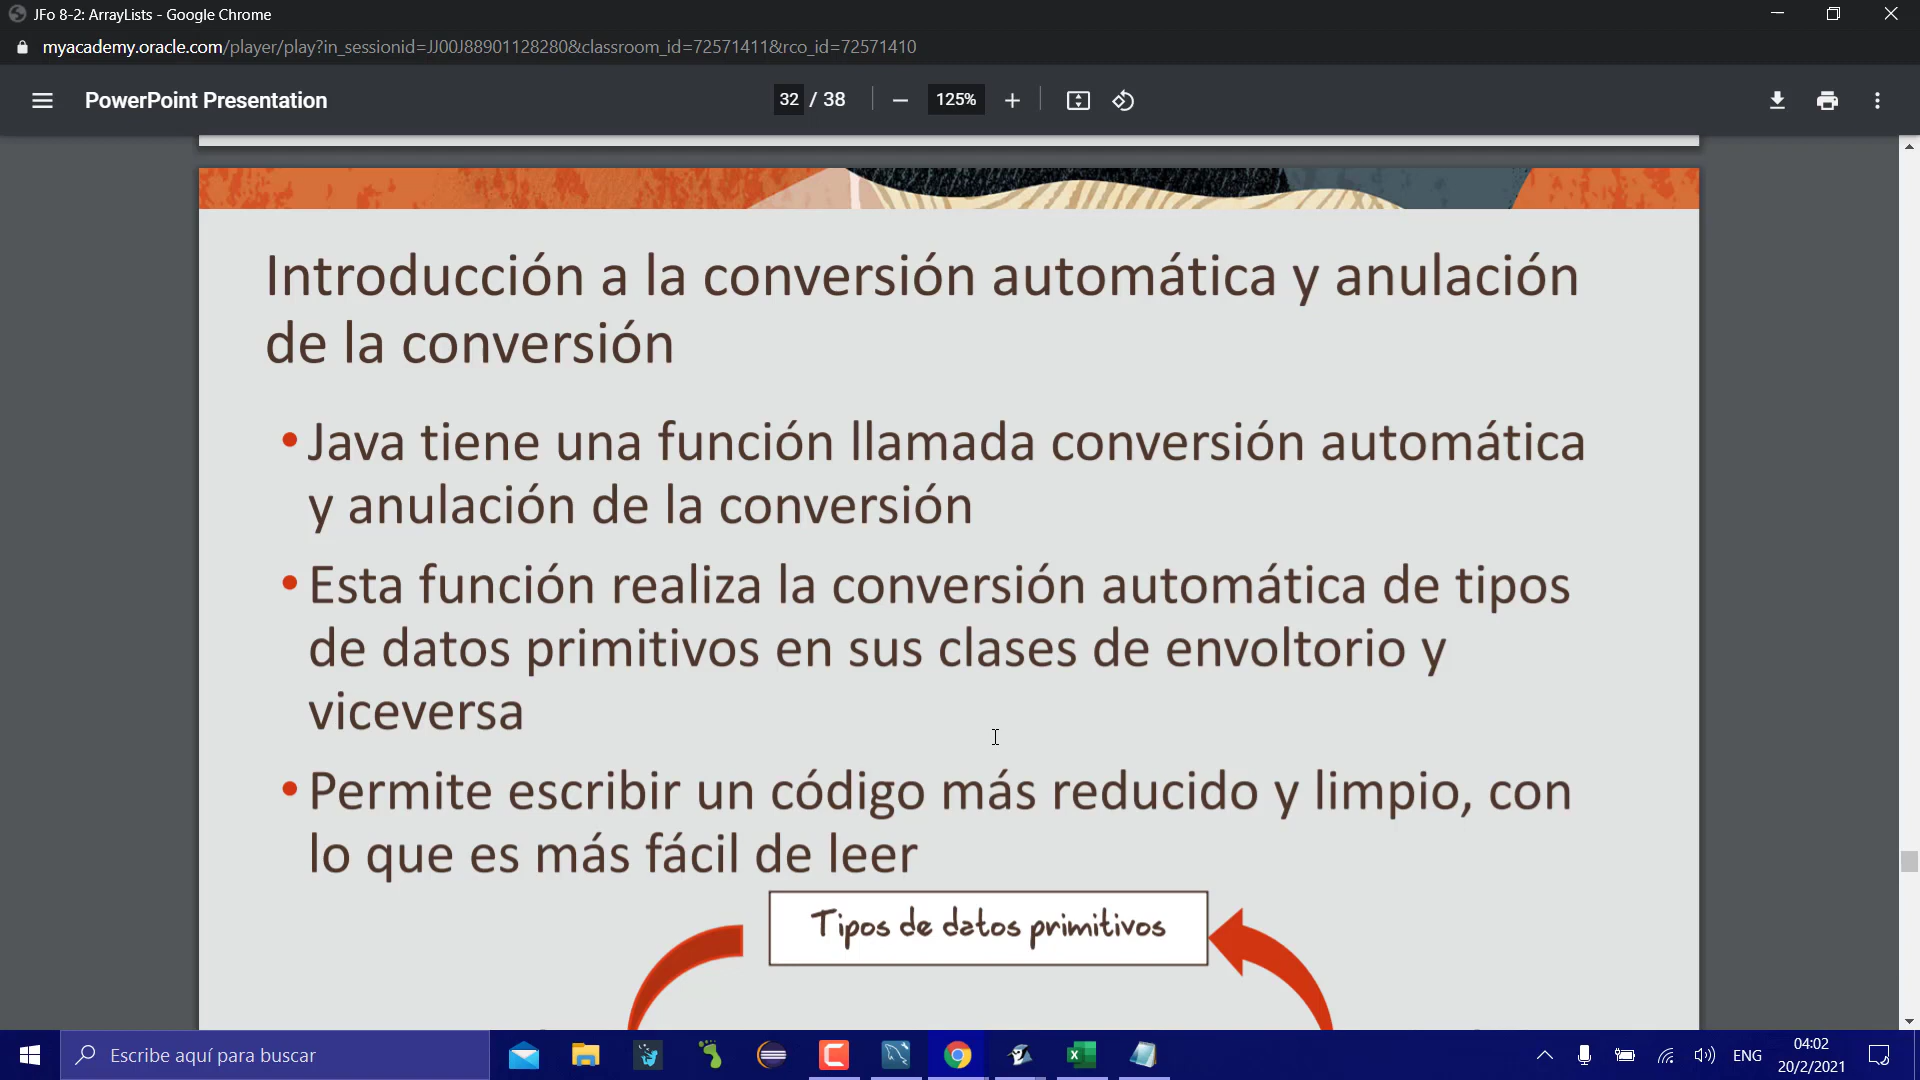 JFo 8-2: ArrayLists - Google Chrome
myacademy.oracle.com/player/play?in_sessionid=JJ00J88901128280&classroom_id=72571411&rco_id=72571410
PowerPoint Presentation
32 / 38
125%
Introducción a la conversión automática y anulación
de la conversión
•Java tiene una función llamada conversión automática
y anulación de la conversión
•Esta función realiza la conversión automática de tipos
de datos primitivos en sus clases de envoltorio y
viceversa
•Permite escribir un código más reducido y limpio, con
lo que es más fácil de leer
Tipos de datos primitivos
Escribe aquí para buscar
ENG
04:02
20/2/2021